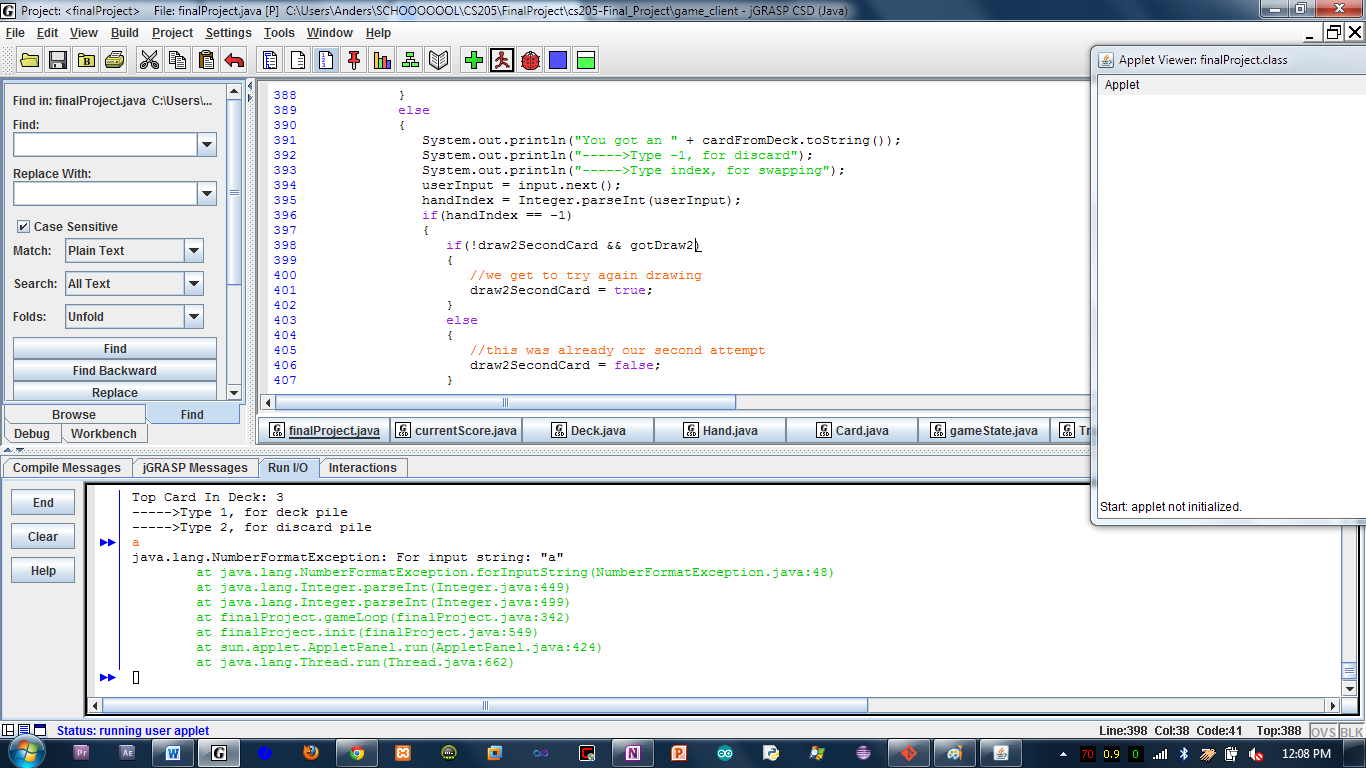 Project: <finalProject>    File: finalProject.java [P]  C:\Users\Anders\SCHOOOOOOL\CS205\FinalProject\cs205-Final_Project\game_client - jGRASP CSD (Java)
File Edit View Build Project Settings Tools Window Help
Find in: finalProject.java  C:\Users\...
Find:
Replace With:
Case Sensitive
Match: Plain Text
Search: All Text
Folds: Unfold
Find
Find Backward
Replace
Browse Find
Debug Workbench
388 }
389 else
390 {
391 System.out.println("You got an " + cardFromDeck.toString());
392 System.out.println("----->Type -1, for discard");
393 System.out.println("----->Type index, for swapping");
394 userInput = input.next();
395 handIndex = Integer.parseInt(userInput);
396 if(handIndex == -1)
397 {
398 if(!draw2SecondCard && gotDraw2)
399 {
400 //we get to try again drawing
401 draw2SecondCard = true;
402 }
403 else
404 {
405 //this was already our second attempt
406 draw2SecondCard = false;
407 }
finalProject.java currentScore.java Deck.java Hand.java Card.java gameState.java Tr
Applet Viewer: finalProject.class
Applet
Start: applet not initialized.
Compile Messages jGRASP Messages Run I/O Interactions
End
Clear
Help
Top Card In Deck: 3
----->Type 1, for deck pile
----->Type 2, for discard pile
a
java.lang.NumberFormatException: For input string: "a"
at java.lang.NumberFormatException.forInputString(NumberFormatException.java:48)
at java.lang.Integer.parseInt(Integer.java:449)
at java.lang.Integer.parseInt(Integer.java:499)
at finalProject.gameLoop(finalProject.java:342)
at finalProject.init(finalProject.java:549)
at sun.applet.AppletPanel.run(AppletPanel.java:424)
at java.lang.Thread.run(Thread.java:662)
Status: running user applet
Line:398 Col:38 Code:41 Top:388 OVS BLK
Pr Ae W G N P 70 0.9 0 12:08 PM